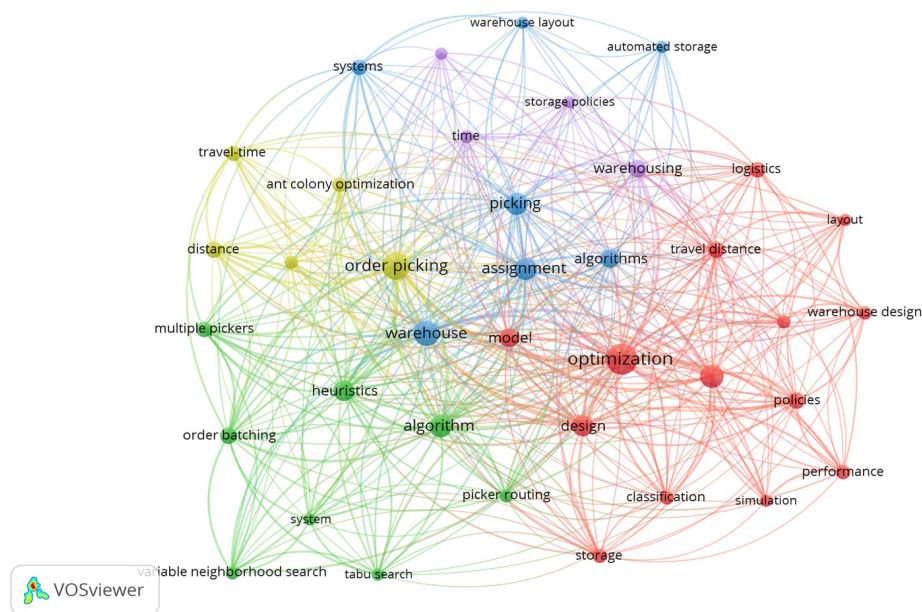 warehouse layout
automated storage
systems
storage policies
time
travel-time
warehousing
logistics
ant colony optimization
picking
layout
distance
order picking
assignment
algorithms
travel distance
multiple pickers
warehouse
model
warehouse design
optimization
heuristics
policies
order batching
algorithm
design
performance
picker routing
classification
simulation
system
storage
variable neighborhood search
tabu search
VOSviewer